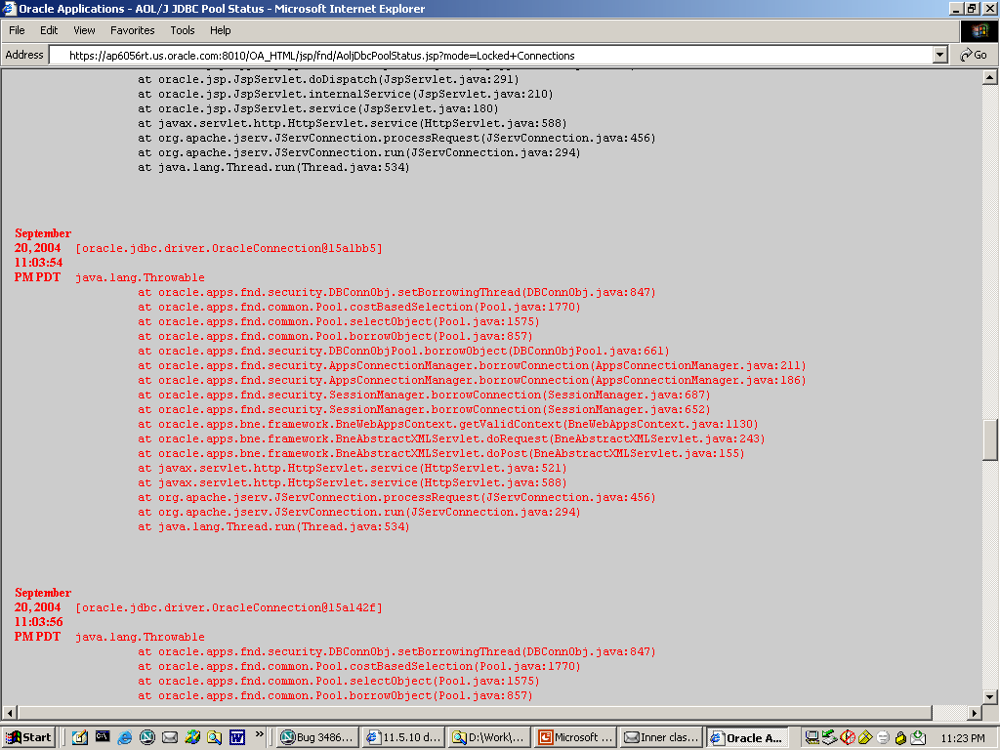 Oracle Applications - AOL/J JDBC Pool Status - Microsoft Internet Explorer
File Edit View Favorites Tools Help
Address https://ap6056rt.us.oracle.com:8010/OA_HTML/jsp/fnd/AoljDbcPoolStatus.jsp?mode=Locked+Connections Go
at oracle.jsp.JspServlet.doDispatch(JspServlet.java:291)
at oracle.jsp.JspServlet.internalService(JspServlet.java:210)
at oracle.jsp.JspServlet.service(JspServlet.java:180)
at javax.servlet.http.HttpServlet.service(HttpServlet.java:588)
at org.apache.jserv.JServConnection.processRequest(JServConnection.java:456)
at org.apache.jserv.JServConnection.run(JServConnection.java:294)
at java.lang.Thread.run(Thread.java:534)
September
20, 2004 [oracle.jdbc.driver.OracleConnection@15a1bb5]
11:03:54
PM PDT java.lang.Throwable
at oracle.apps.fnd.security.DBConnObj.setBorrowingThread(DBConnObj.java:847)
at oracle.apps.fnd.common.Pool.costBasedSelection(Pool.java:1770)
at oracle.apps.fnd.common.Pool.selectObject(Pool.java:1575)
at oracle.apps.fnd.common.Pool.borrowObject(Pool.java:857)
at oracle.apps.fnd.security.DBConnObjPool.borrowObject(DBConnObjPool.java:661)
at oracle.apps.fnd.security.AppsConnectionManager.borrowConnection(AppsConnectionManager.java:211)
at oracle.apps.fnd.security.AppsConnectionManager.borrowConnection(AppsConnectionManager.java:186)
at oracle.apps.fnd.security.SessionManager.borrowConnection(SessionManager.java:687)
at oracle.apps.fnd.security.SessionManager.borrowConnection(SessionManager.java:652)
at oracle.apps.bne.framework.BneWebAppsContext.getValidContext(BneWebAppsContext.java:1130)
at oracle.apps.bne.framework.BneAbstractXMLServlet.doRequest(BneAbstractXMLServlet.java:243)
at oracle.apps.bne.framework.BneAbstractXMLServlet.doPost(BneAbstractXMLServlet.java:155)
at javax.servlet.http.HttpServlet.service(HttpServlet.java:521)
at javax.servlet.http.HttpServlet.service(HttpServlet.java:588)
at org.apache.jserv.JServConnection.processRequest(JServConnection.java:456)
at org.apache.jserv.JServConnection.run(JServConnection.java:294)
at java.lang.Thread.run(Thread.java:534)
September
20, 2004 [oracle.jdbc.driver.OracleConnection@15a142f]
11:03:56
PM PDT java.lang.Throwable
at oracle.apps.fnd.security.DBConnObj.setBorrowingThread(DBConnObj.java:847)
at oracle.apps.fnd.common.Pool.costBasedSelection(Pool.java:1770)
at oracle.apps.fnd.common.Pool.selectObject(Pool.java:1575)
at oracle.apps.fnd.common.Pool.borrowObject(Pool.java:857)
Start » Bug 3486... 11.5.10 d... D:\Work\... Microsoft ... Inner clas... Oracle A... 11:23 PM